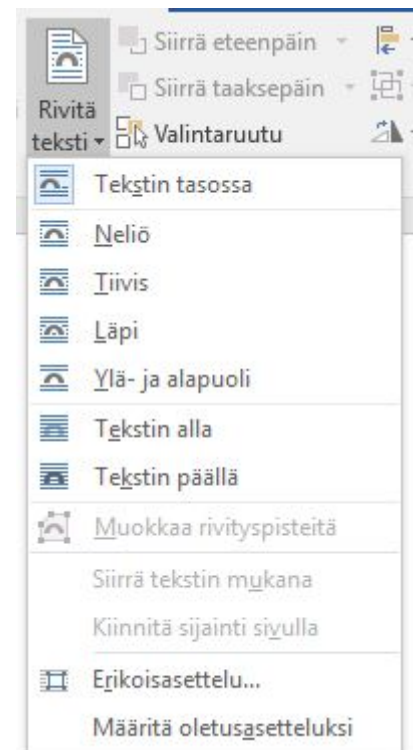 Siirrä eteenpäin
Siirrä taaksepäin
Rivitä
teksti
Valintaruutu
Tekstin tasossa
Neliö
Tiivis
Läpi
Ylä- ja alapuoli
Tekstin alla
Tekstin päällä
Muokkaa rivityspisteitä
Siirrä tekstin mukana
Kiinnitä sijainti sivulla
Erikoisasettelu...
Määritä oletusasetteluksi